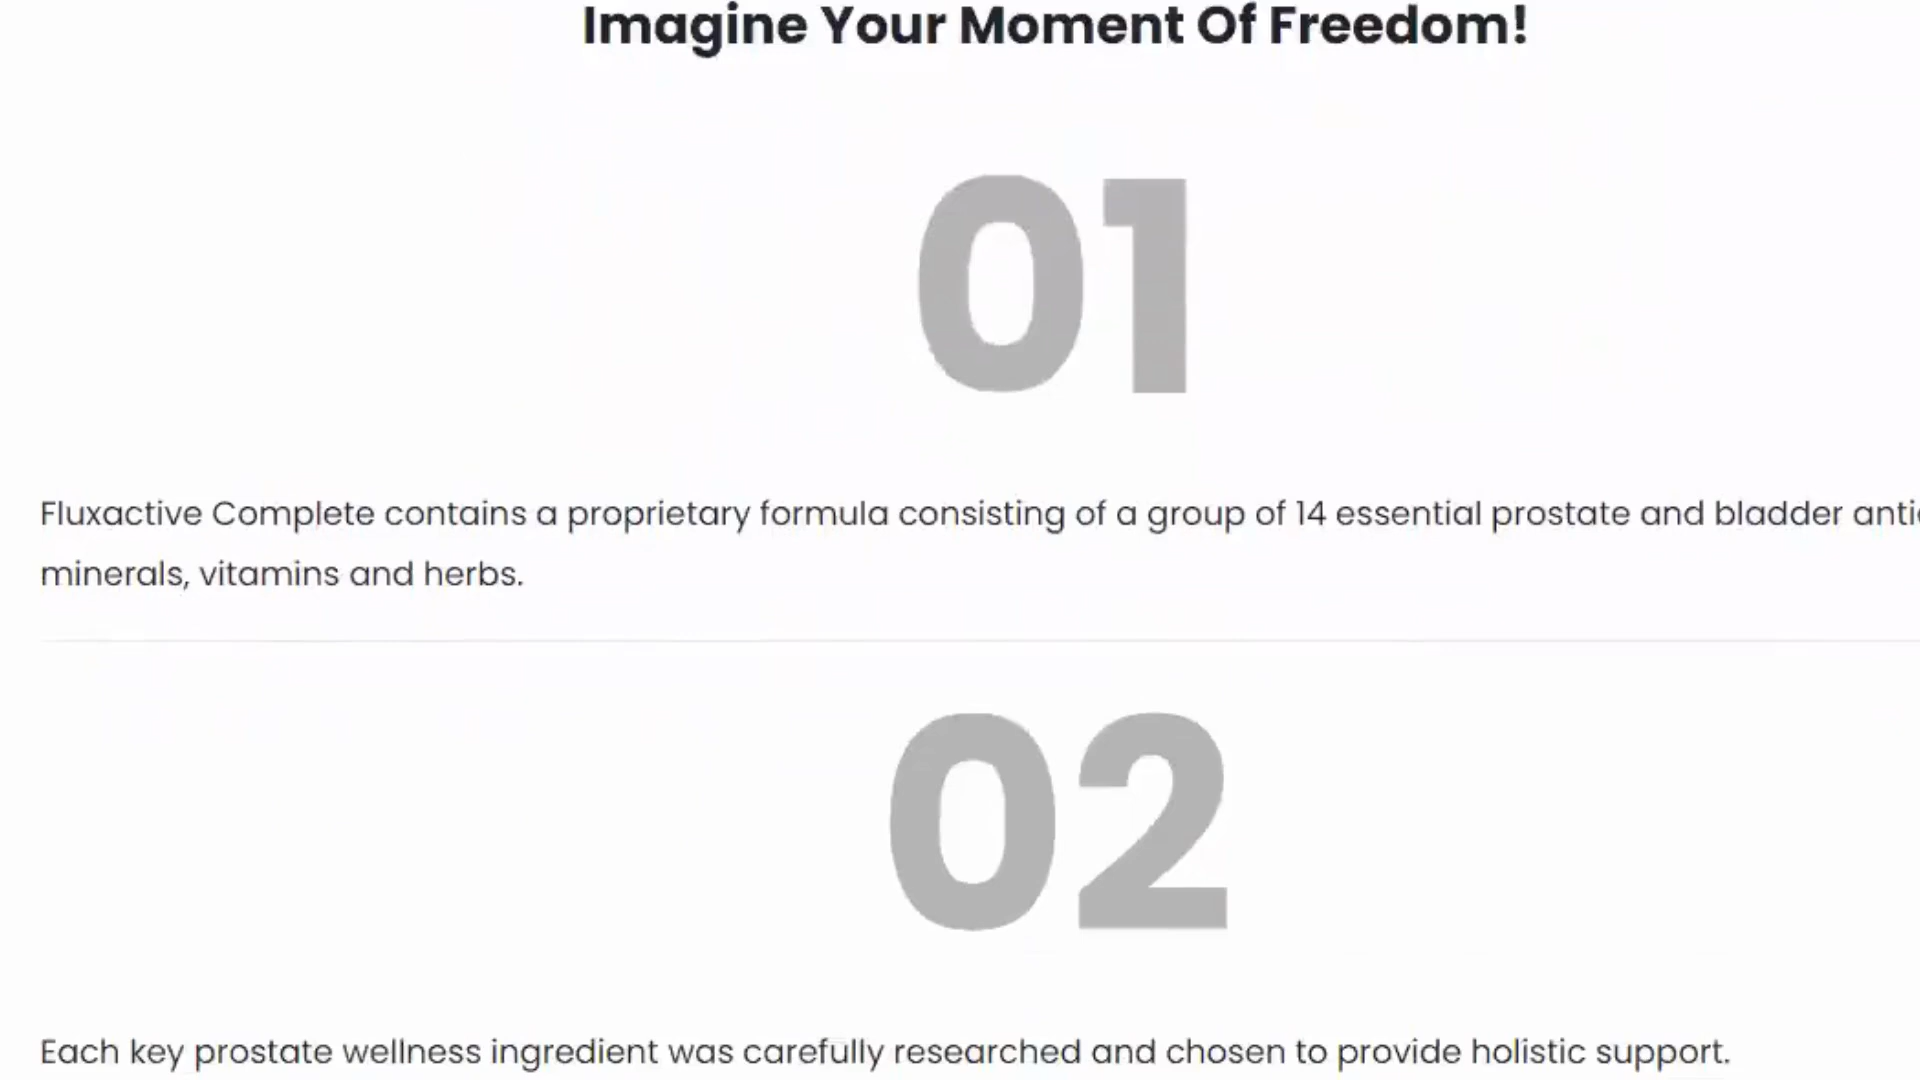 Imagine Your Moment Of Freedom!
01
Fluxactive Complete contains a proprietary formula consisting of a group of 14 essential prostate and bladder
minerals, vitamins and herbs.
02
Each key prostate wellness ingredient was carefully researched and chosen to provide holistic support.